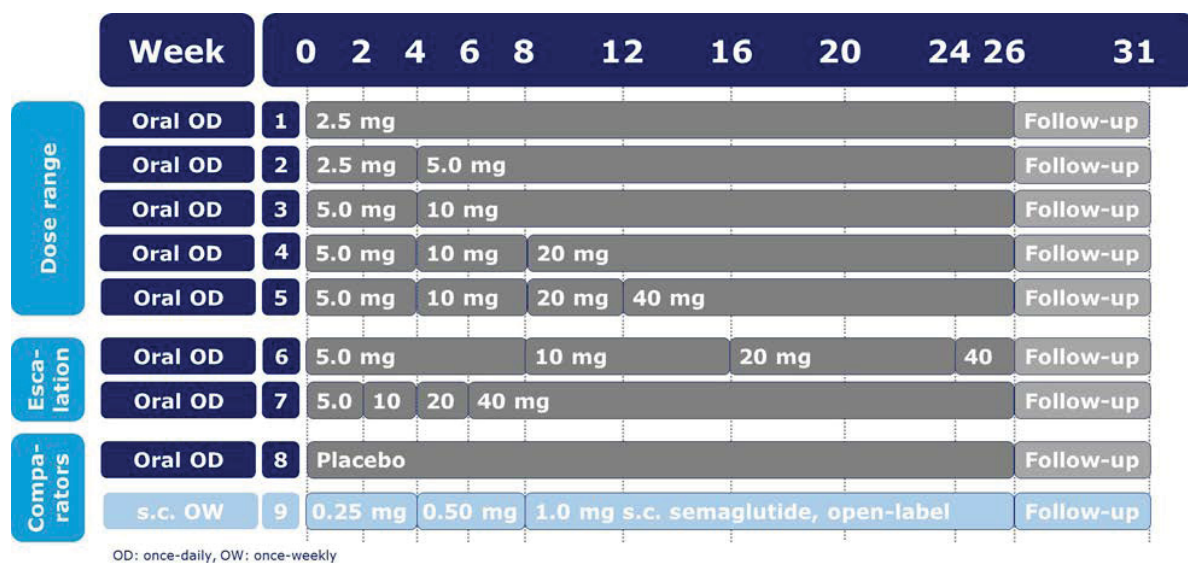 Week 0 2 4 6 8 12 16 20 24 26 31
Dose range
Oral OD 1 2.5 mg Follow-up
Oral OD 2 2.5 mg 5.0 mg Follow-up
Oral OD 3 5.0 mg 10 mg Follow-up
Oral OD 4 5.0 mg 10 mg 20 mg Follow-up
Oral OD 5 5.0 mg 10 mg 20 mg 40 mg Follow-up
Esca-
lation
Oral OD 6 5.0 mg 10 mg 20 mg 40 Follow-up
Oral OD 7 5.0 10 20 40 mg Follow-up
Compa-
rators
Oral OD 8 Placebo Follow-up
s.c. OW 9 0.25 mg 0.50 mg 1.0 mg s.c. semaglutide, open-label Follow-up
OD: once-daily, OW: once-weekly